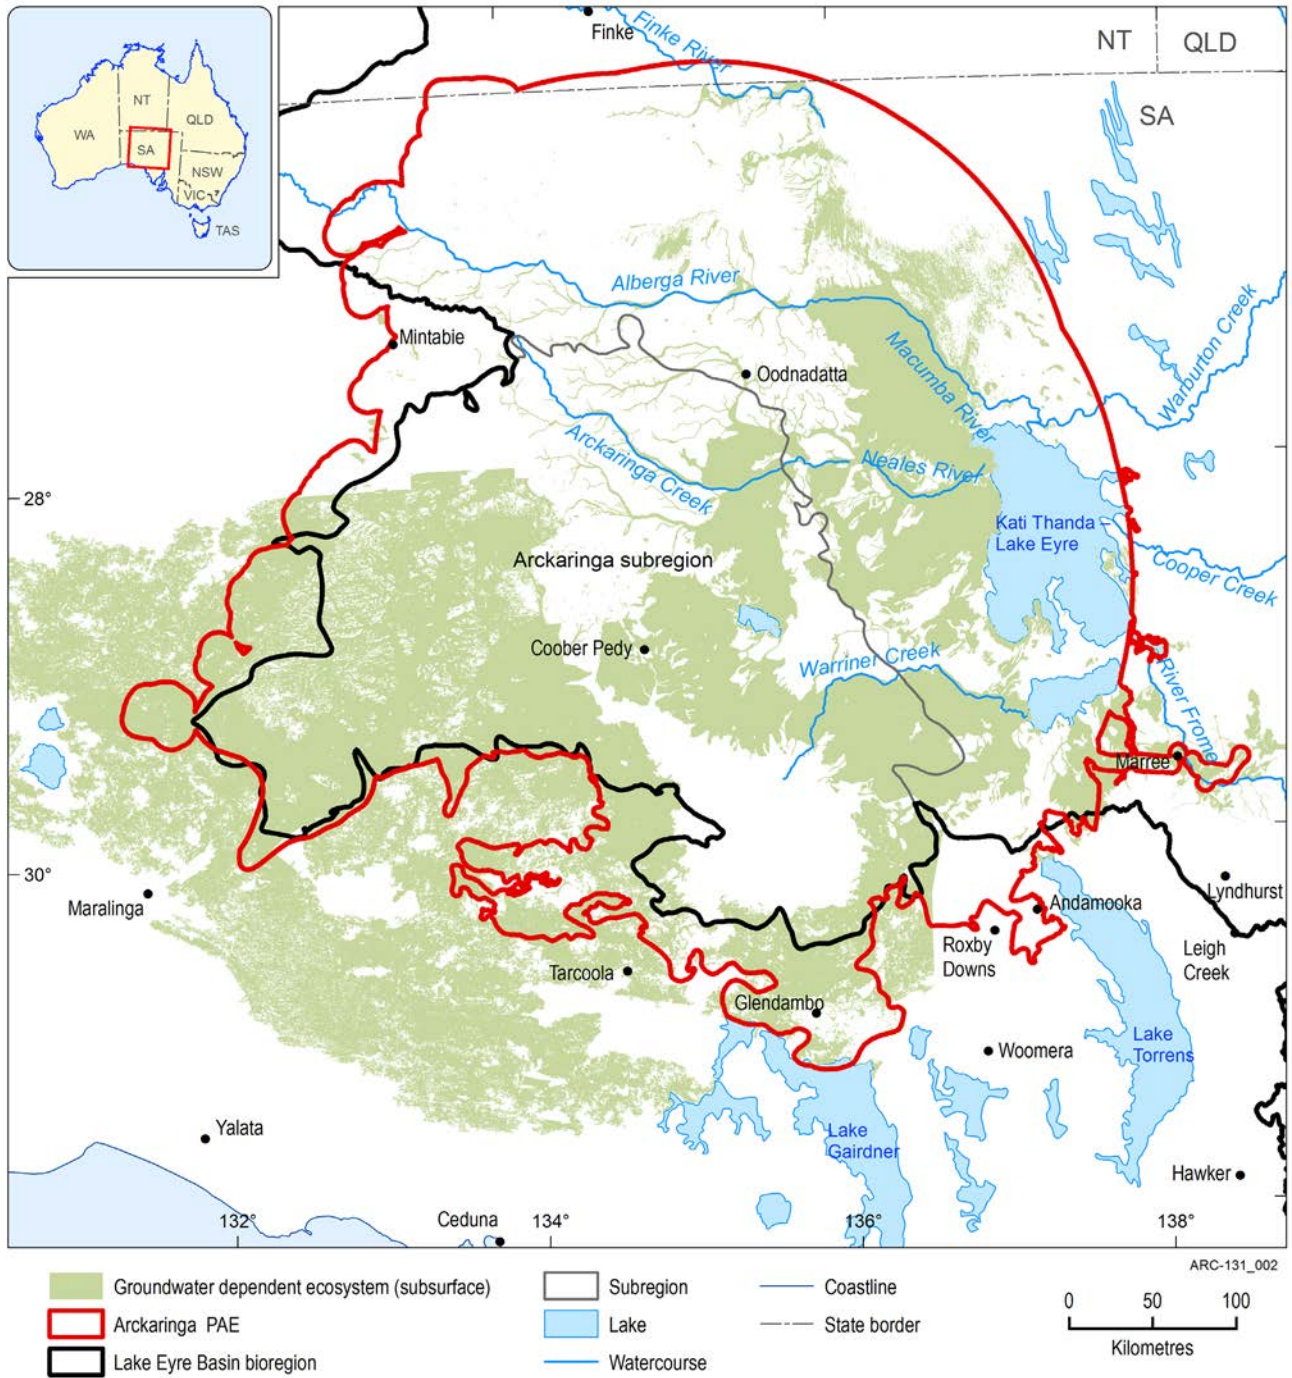 Finke
Finke River
NT
QLD
SA
NT
WA
QLD
SA
NSW
VIC
TAS
Alberga River
Mintabie
Oodnadatta
Macumba River
Warburton Creek
Arckaringa Creek
Neales River
28°
Kati Thanda –
Lake Eyre
Cooper Creek
Arckaringa subregion
Coober Pedy
Warriner Creek
River Frome
Marree
30°
Maralinga
Lyndhurst
Andamooka
Roxby
Downs
Leigh
Creek
Tarcoola
Glendambo
Woomera
Lake
Torrens
Yalata
Lake
Gairdner
Hawker
Ceduna
132°
134°
136°
138°
ARC-131_002
Groundwater dependent ecosystem (subsurface)
Arckaringa PAE
Lake Eyre Basin bioregion
Subregion
Lake
Watercourse
Coastline
State border
0 50 100
Kilometres